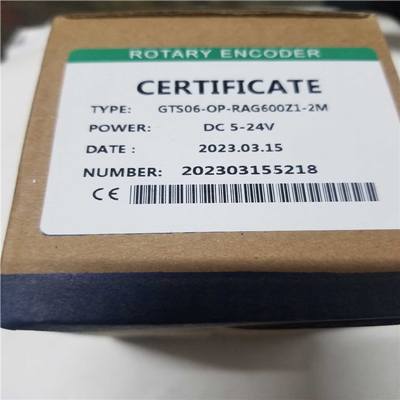 ROTARY ENCODER
CERTIFICATE
TYPE: GTS06-OP-RAG600Z1-2M
POWER: DC 5-24V
DATE : 2023.03.15
NUMBER: 202303155218
CE